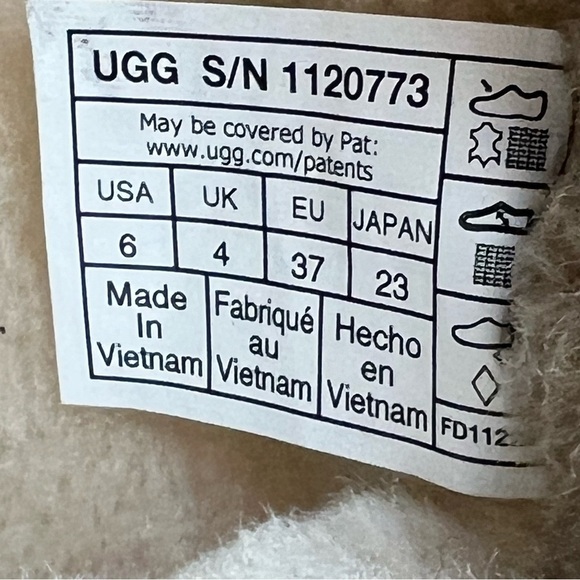 UGG S/N 1120773
May be covered by Pat:
www.ugg.com/patents
USA UK EU JAPAN
6 4 37 23
Made In Vietnam
Fabriqué au Vietnam
Hecho en Vietnam
FD112